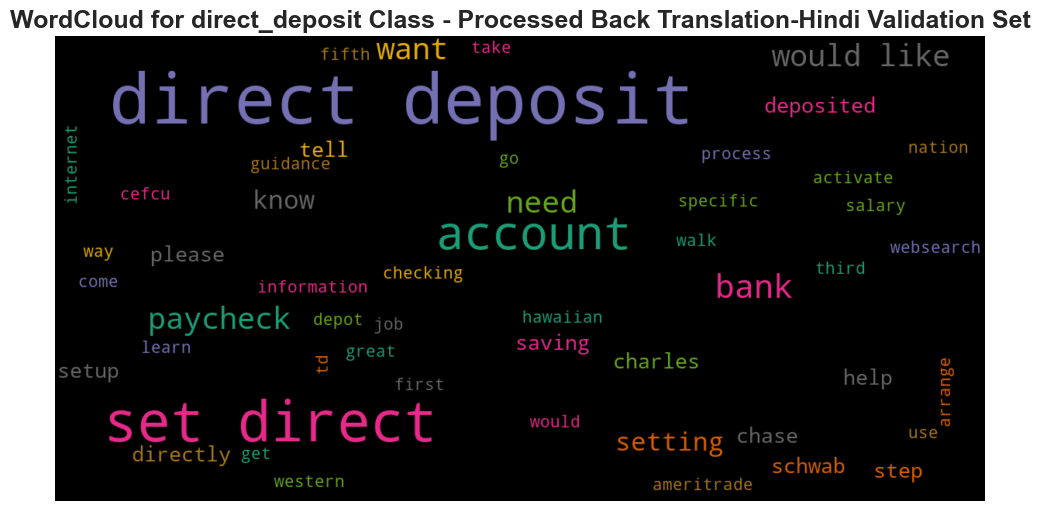 WordCloud for direct_deposit Class - Processed Back Translation-Hindi Validation Set
fifth
want
take
would like
direct deposit
deposited
internet
tell
guidance
go
process
nation
activate
cefcu
know
need
specific
salary
account
walk
websearch
way
please
come
checking
third
information
bank
paycheck
depot
job
hawaiian
learn
td
great
saving
charles
setup
first
help
arrange
set direct
would
setting
chase
use
directly
get
schwab
step
western
ameritrade